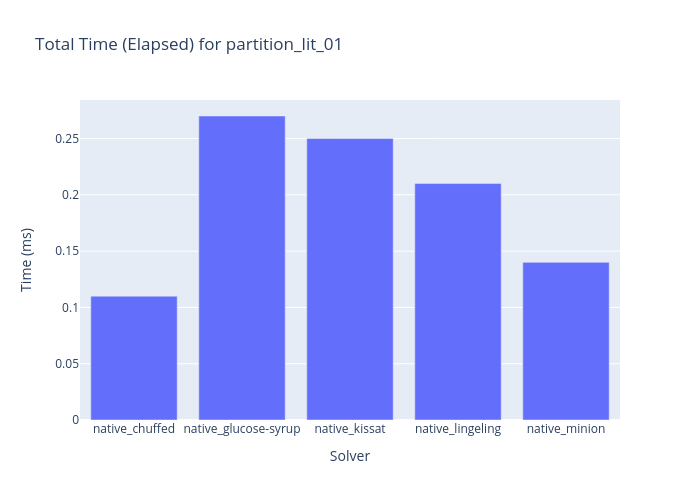 Total Time (Elapsed) for partition_lit_01
Time (ms)
0.25
0.2
0.15
0.1
0.05
0
native_chuffed native_glucose-syrup native_kissat native_lingeling native_minion
Solver